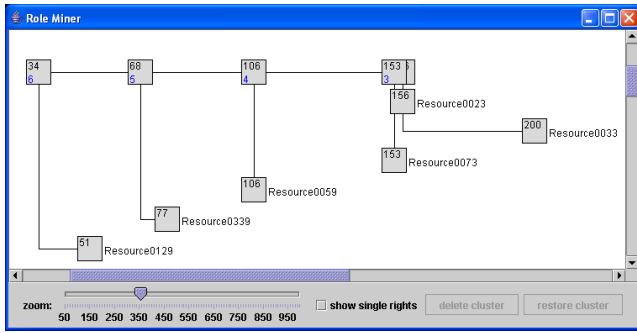 Role Miner
34 68 106 153
6 5 4 3
156 Resource0023
200 Resource0033
153 Resource0073
106 Resource0059
77 Resource0339
51 Resource0129
zoom: show single rights delete cluster restore cluster
50 150 250 350 450 550 650 750 850 950